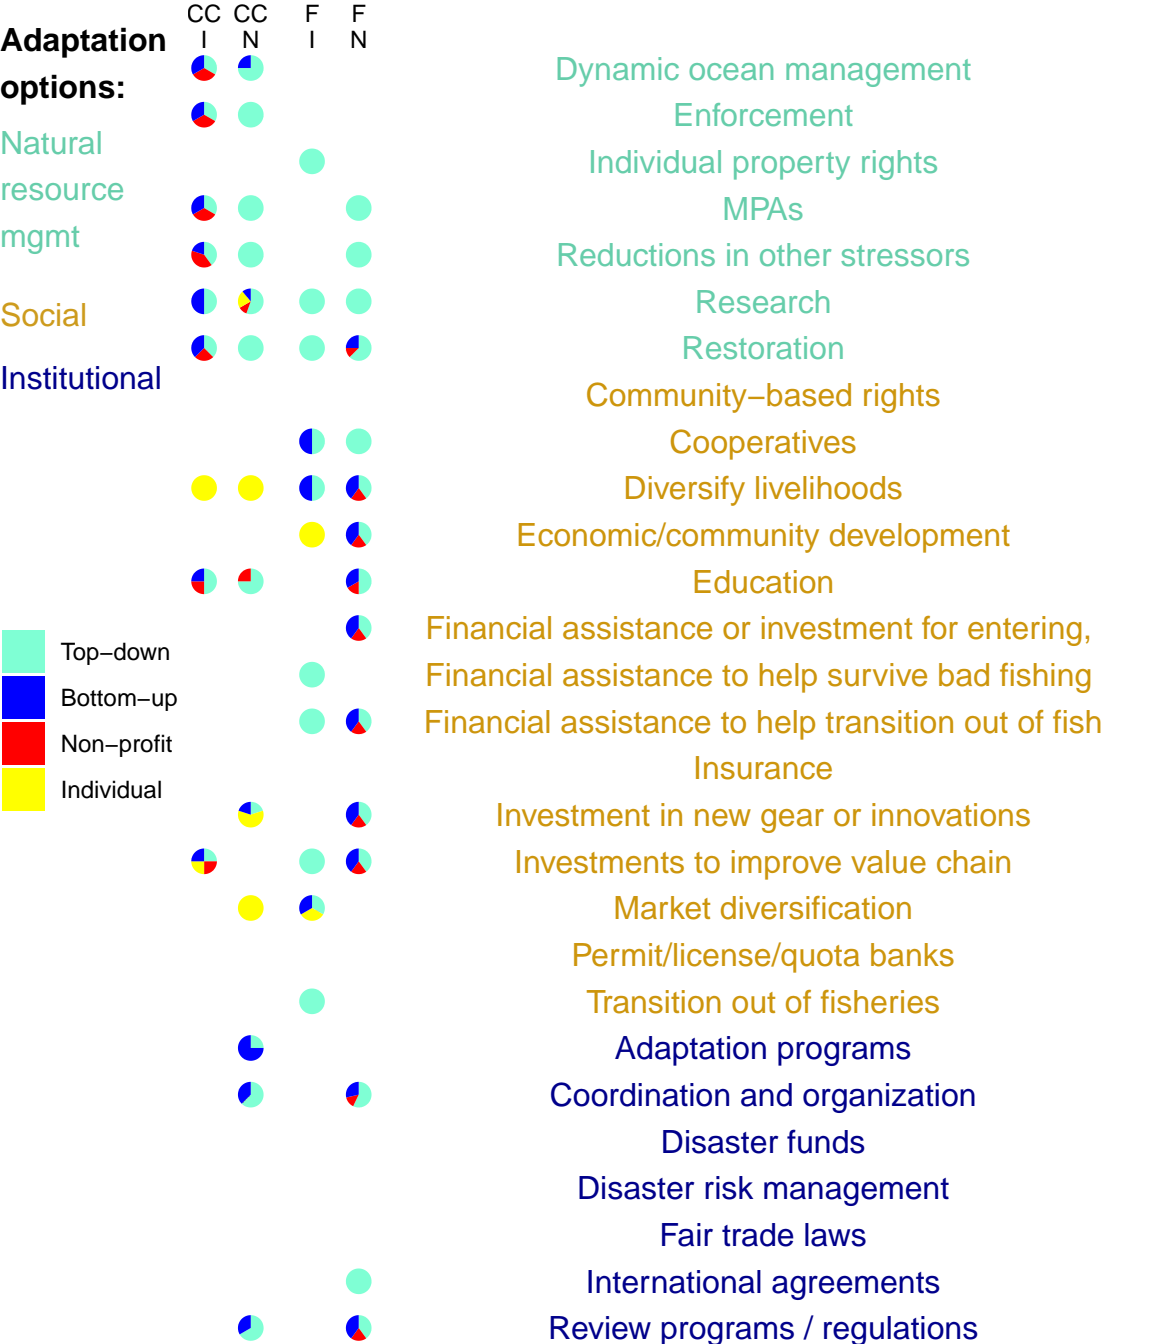 CC CC F F
I N I N
Adaptation
options:
Natural
resource
mgmt
Social
Institutional
Top−down
Bottom−up
Non−profit
Individual
Dynamic ocean management
Enforcement
Individual property rights
MPAs
Reductions in other stressors
Research
Restoration
Community−based rights
Cooperatives
Diversify livelihoods
Economic/community development
Education
Financial assistance or investment for entering,
Financial assistance to help survive bad fishing
Financial assistance to help transition out of fish
Insurance
Investment in new gear or innovations
Investments to improve value chain
Market diversification
Permit/license/quota banks
Transition out of fisheries
Adaptation programs
Coordination and organization
Disaster funds
Disaster risk management
Fair trade laws
International agreements
Review programs / regulations